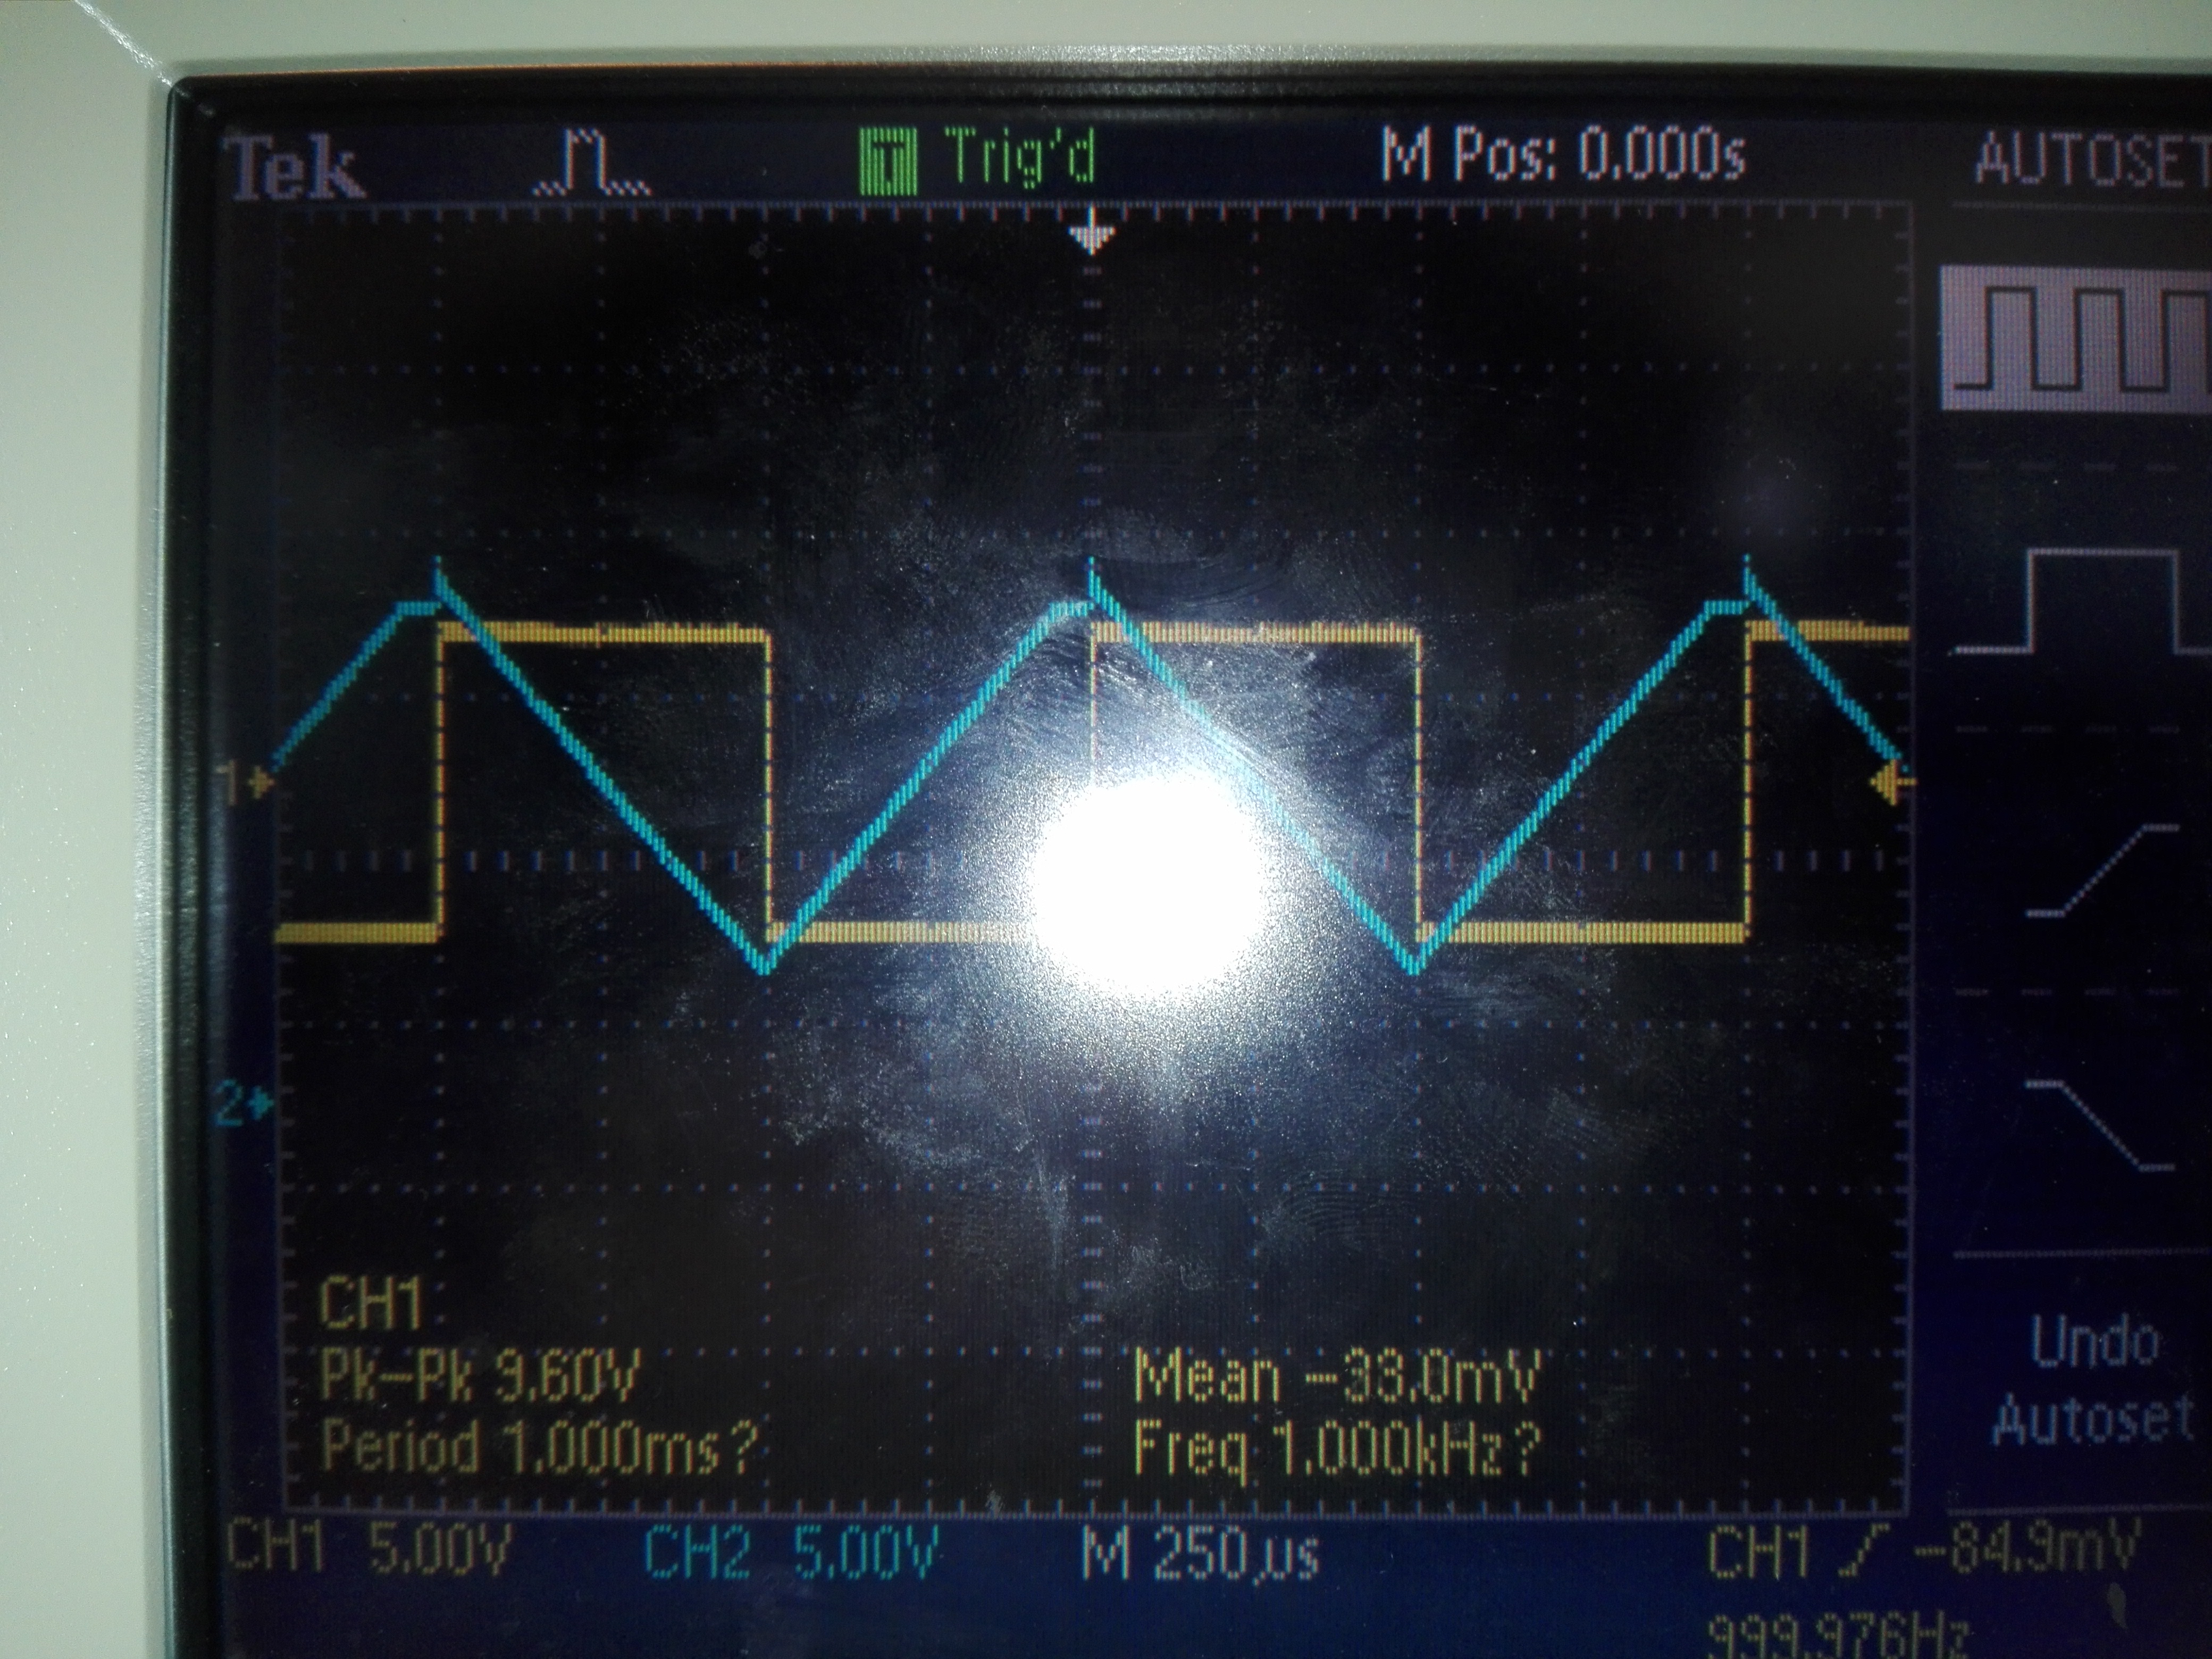 Tek T Trig'd M Pos: 0.000s AUTOSET
1
2
CH1
Pk-Pk 9.60V Mean -33.0mV
Period 1.000ms? Freq 1.000kHz?
Undo
Autoset
CH1 5.00V CH2 5.00V M 250µs CH1 -84.9mV
999.976Hz